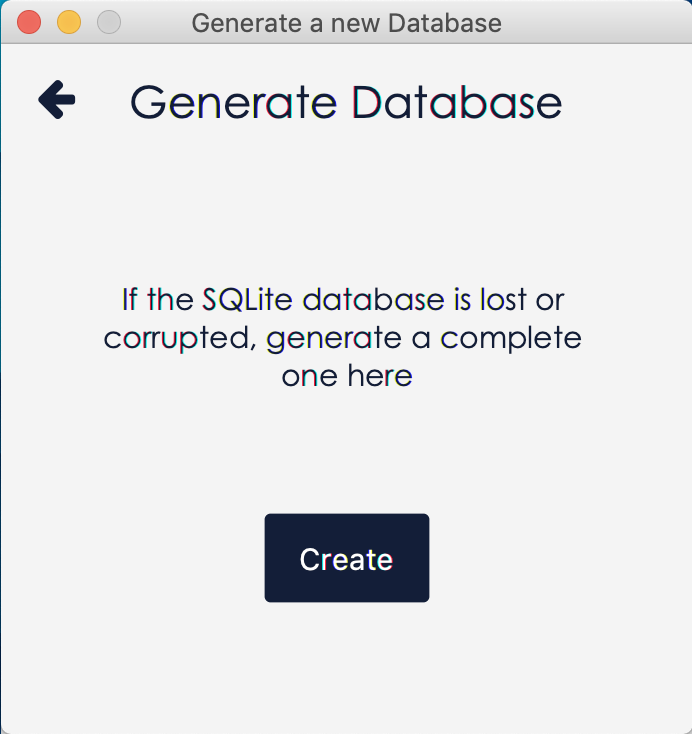 Generate a new Database
Generate Database
If the SQLite database is lost or
corrupted, generate a complete
one here
Create